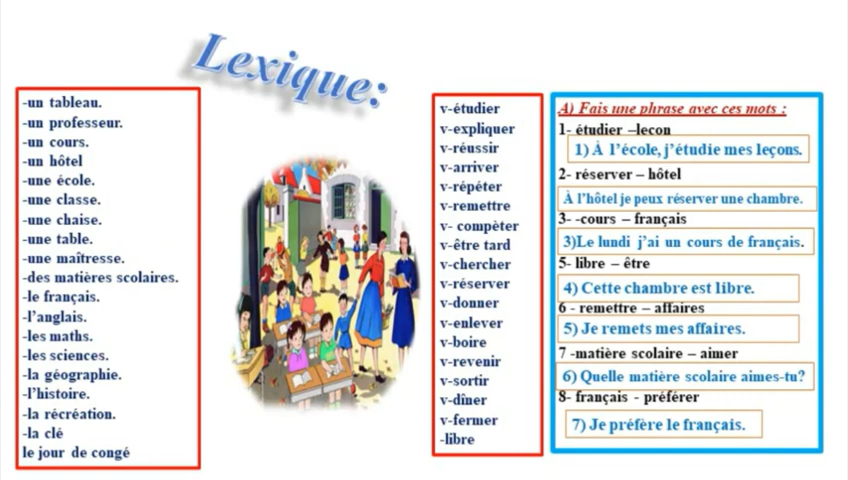 Lexique:
-un tableau.
-un professeur.
-un cours.
-un hôtel
-une école.
-une classe.
-une chaise.
-une table.
-une maîtresse.
-des matières scolaires.
-le français.
-l'anglais.
-les maths.
-les sciences.
-la géographie.
-l'histoire.
-la récréation.
-la clé
le jour de congé
v-étudier
v-expliquer
v-réussir
v-arriver
v-répéter
v-remettre
v- compèter
v-être tard
v-chercher
v-réserver
v-donner
v-enlever
v-boire
v-revenir
v-sortir
v-dîner
v-fermer
-libre
A) Fais une phrase avec ces mots :
1- étudier –lecon
1) À l'école, j'étudie mes leçons.
2- réserver – hôtel
À l'hôtel je peux réserver une chambre.
3- -cours – français
3)Le lundi j'ai un cours de français.
5- libre – être
4) Cette chambre est libre.
6 - remettre – affaires
5) Je remets mes affaires.
7 -matière scolaire – aimer
6) Quelle matière scolaire aimes-tu?
8- français - préférer
7) Je préfère le français.